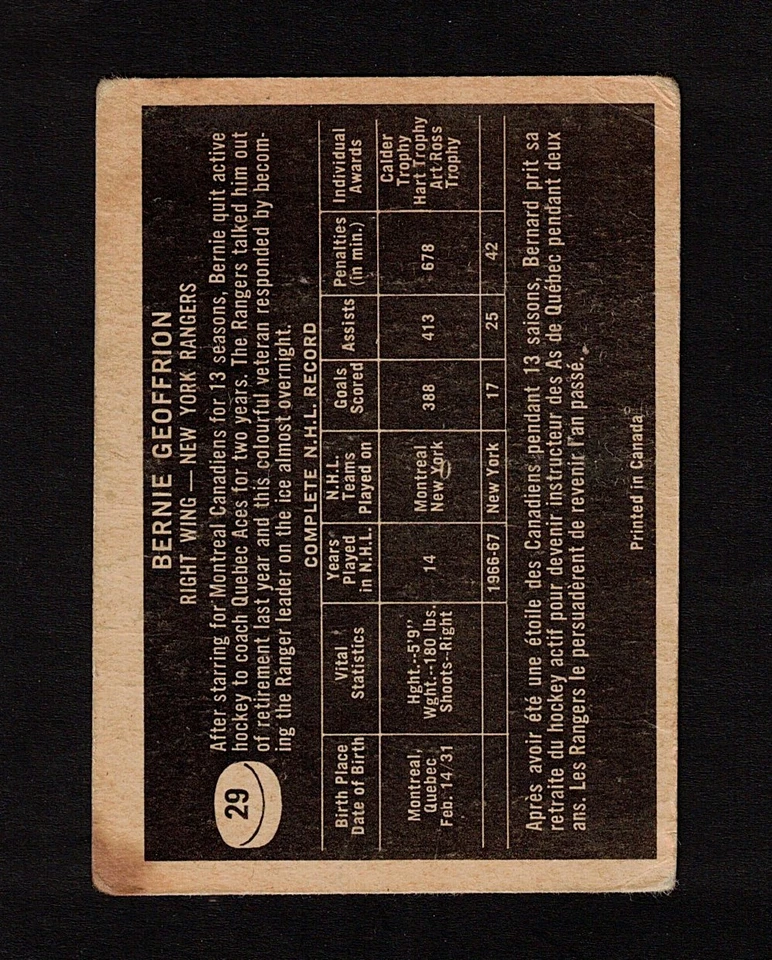 29
BERNIE GEOFFRION
RIGHT WING — NEW YORK RANGERS
After starring for Montreal Canadiens for 13 seasons, Bernie quit active
hockey to coach Quebec Aces for two years. The Rangers talked him out
of retirement last year and this colourful veteran responded by becom-
ing the Ranger leader on the ice almost overnight.
COMPLETE N.H.L. RECORD
Birth Place
Date of Birth
Vital
Statistics
Years
Played
in N.H.L.
N.H.L.
Teams
Played on
Goals
Scored
Assists
Penalties
(in min.)
Individual
Awards
Montreal,
Quebec
Feb. 14/31
Hght.--5'9"
Wght.--180 lbs.
Shoots-Right
14
Montreal
New York
388
413
678
Calder
Trophy
Hart Trophy
Art Ross
Trophy
1966-67
New York
17
25
42
Après avoir été une étoile des Canadiens pendant 13 saisons, Bernard prit sa
retraite du hockey actif pour devenir instructeur des As de Québec pendant deux
ans. Les Rangers le persuadèrent de revenir l'an passé.
Printed in Canada